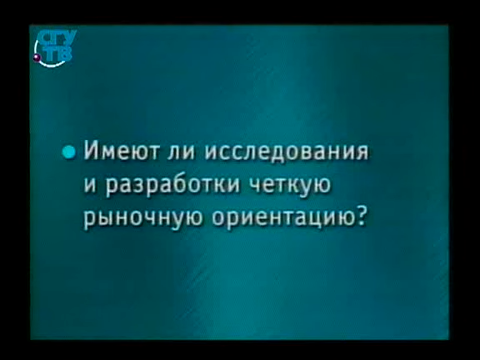 СГУ
ТВ
Имеют ли исследования
и разработки четкую
рыночную ориентацию?